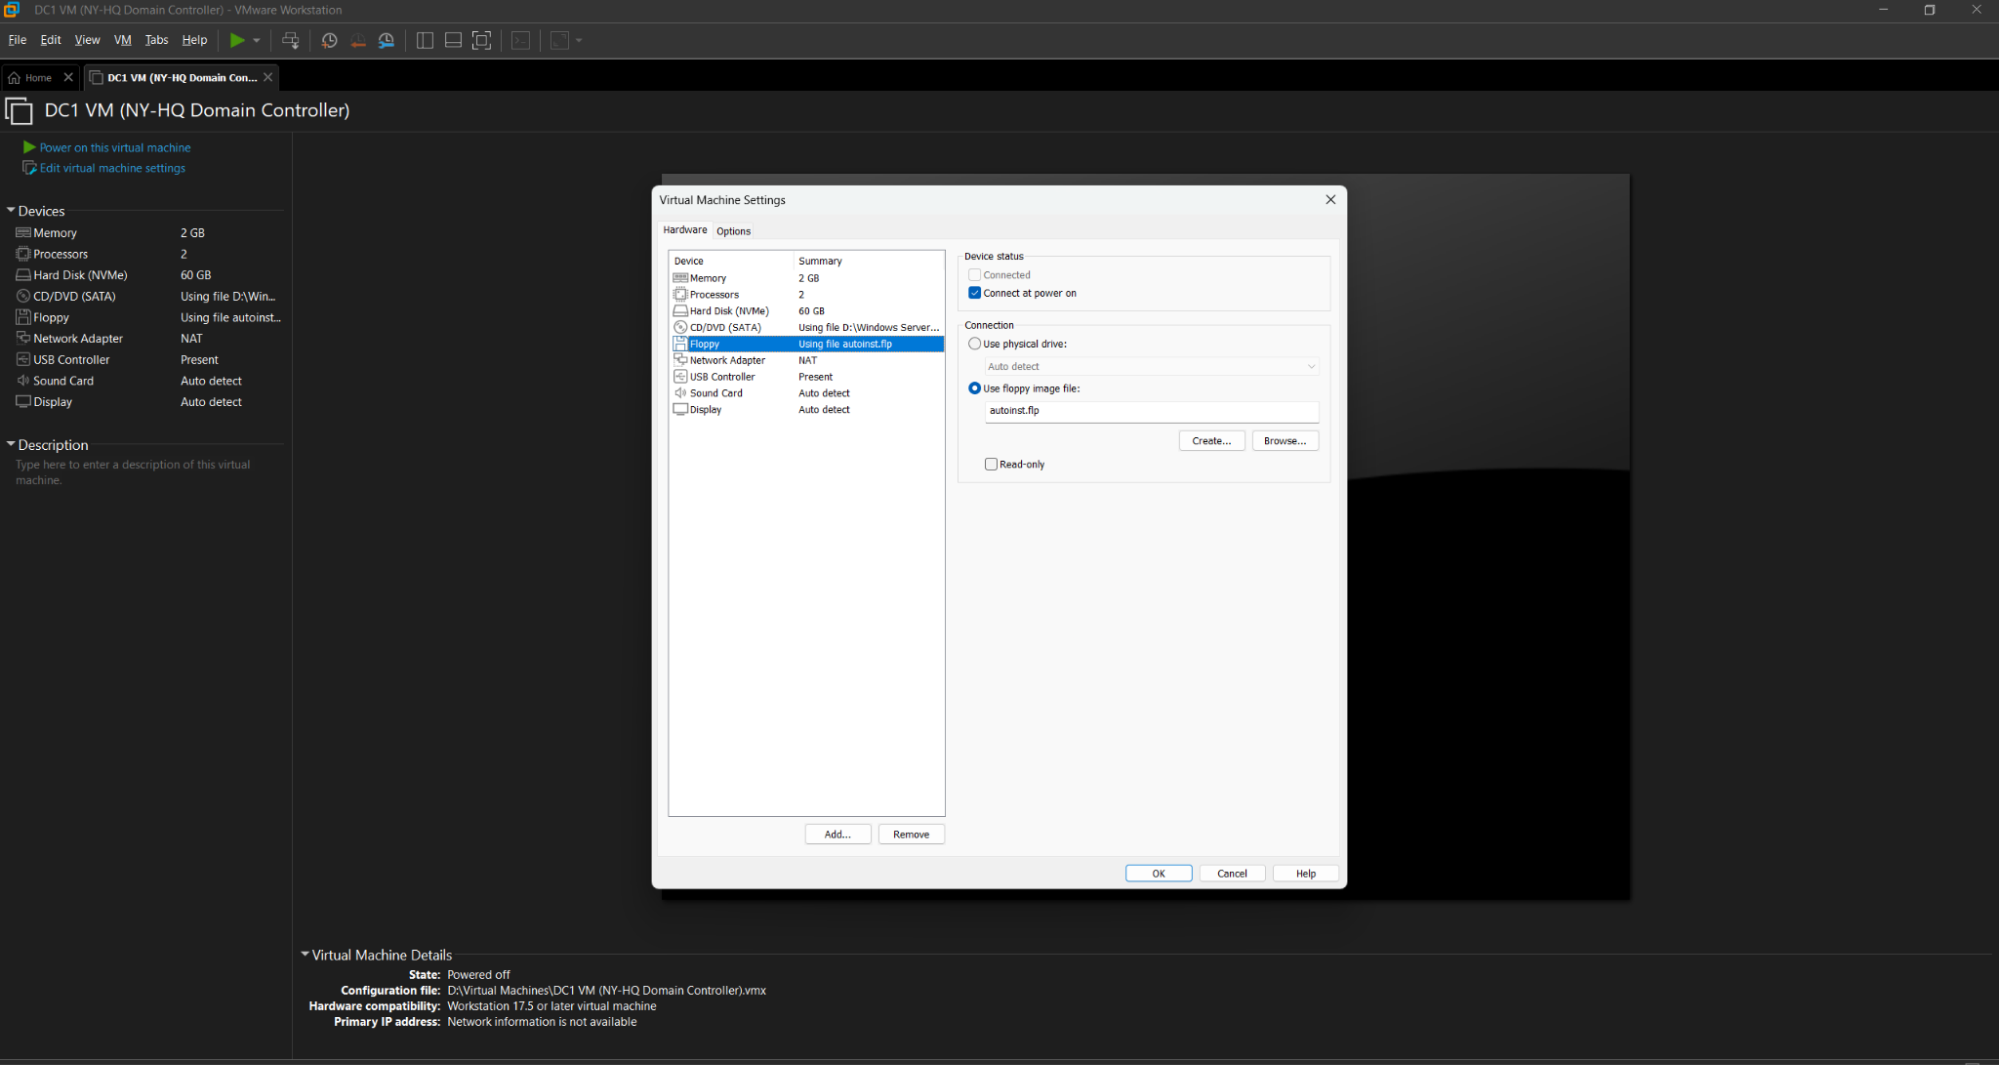 DC1 VM (NY-HQ Domain Controller) - VMware Workstation
File Edit View VM Tabs Help
Home
DC1 VM (NY-HQ Domain Con...
DC1 VM (NY-HQ Domain Controller)
Power on this virtual machine
Edit virtual machine settings
Devices
Memory 2 GB
Processors 2
Hard Disk (NVMe) 60 GB
CD/DVD (SATA) Using file D:\Win...
Floppy Using file autoinst...
Network Adapter NAT
USB Controller Present
Sound Card Auto detect
Display Auto detect
Description
Type here to enter a description of this virtual
machine.
Virtual Machine Settings
Hardware Options
Device Summary
Memory 2 GB
Processors 2
Hard Disk (NVMe) 60 GB
CD/DVD (SATA) Using file D:\Windows Server...
Floppy Using file autoinst.flp
Network Adapter NAT
USB Controller Present
Sound Card Auto detect
Display Auto detect
Add... Remove
Device status
Connected
Connect at power on
Connection
Use physical drive:
Auto detect
Use floppy image file:
autoinst.flp
Create... Browse...
Read-only
OK Cancel Help
Virtual Machine Details
State: Powered off
Configuration file: D:\Virtual Machines\DC1 VM (NY-HQ Domain Controller).vmx
Hardware compatibility: Workstation 17.5 or later virtual machine
Primary IP address: Network information is not available